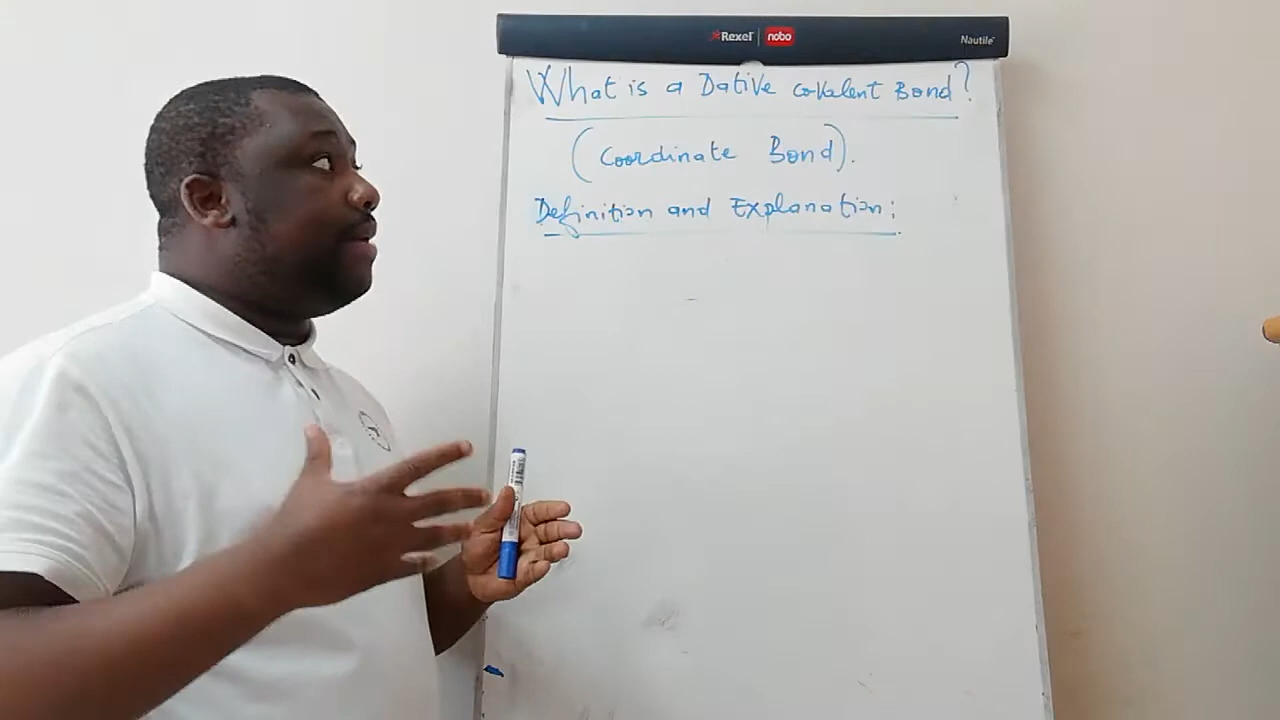 Rexel nobo
Nautile
What is a Dative covalent Bond?
(Coordinate Bond).
Definition and Explanation: